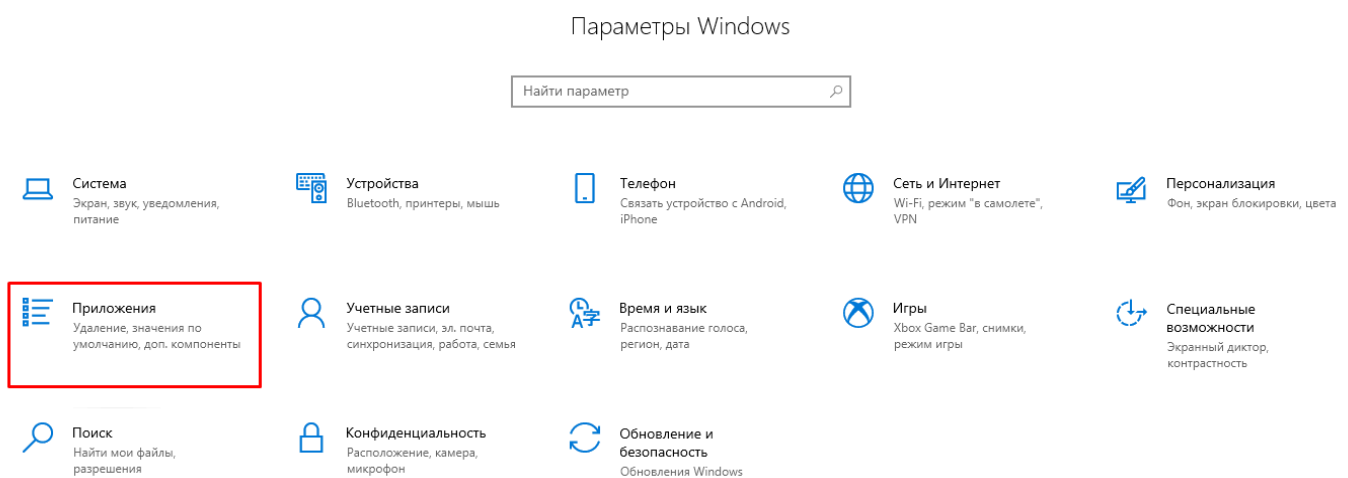 Параметры Windows
Найти параметр
Система
Экран, звук, уведомления,
питание
Устройства
Bluetooth, принтеры, мышь
Телефон
Связать устройство с Android,
iPhone
Сеть и Интернет
Wi-Fi, режим "в самолете",
VPN
Персонализация
Фон, экран блокировки, цвета
Приложения
Удаление, значения по
умолчанию, доп. компоненты
Учетные записи
Учетные записи, эл. почта,
синхронизация, работа, семья
Время и язык
Распознавание голоса,
регион, дата
Игры
Xbox Game Bar, снимки,
режим игры
Специальные
возможности
Экранный диктор,
контрастность
Поиск
Найти мои файлы,
разрешения
Конфиденциальность
Расположение, камера,
микрофон
Обновление и
безопасность
Обновления Windows